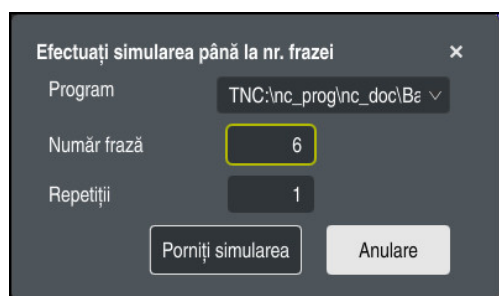 Efectuați simularea până la nr. frazei ×
Program TNC:\nc_prog\nc_doc\Ba
Număr frază 6
Repetiții 1
Porniți simularea Anulare